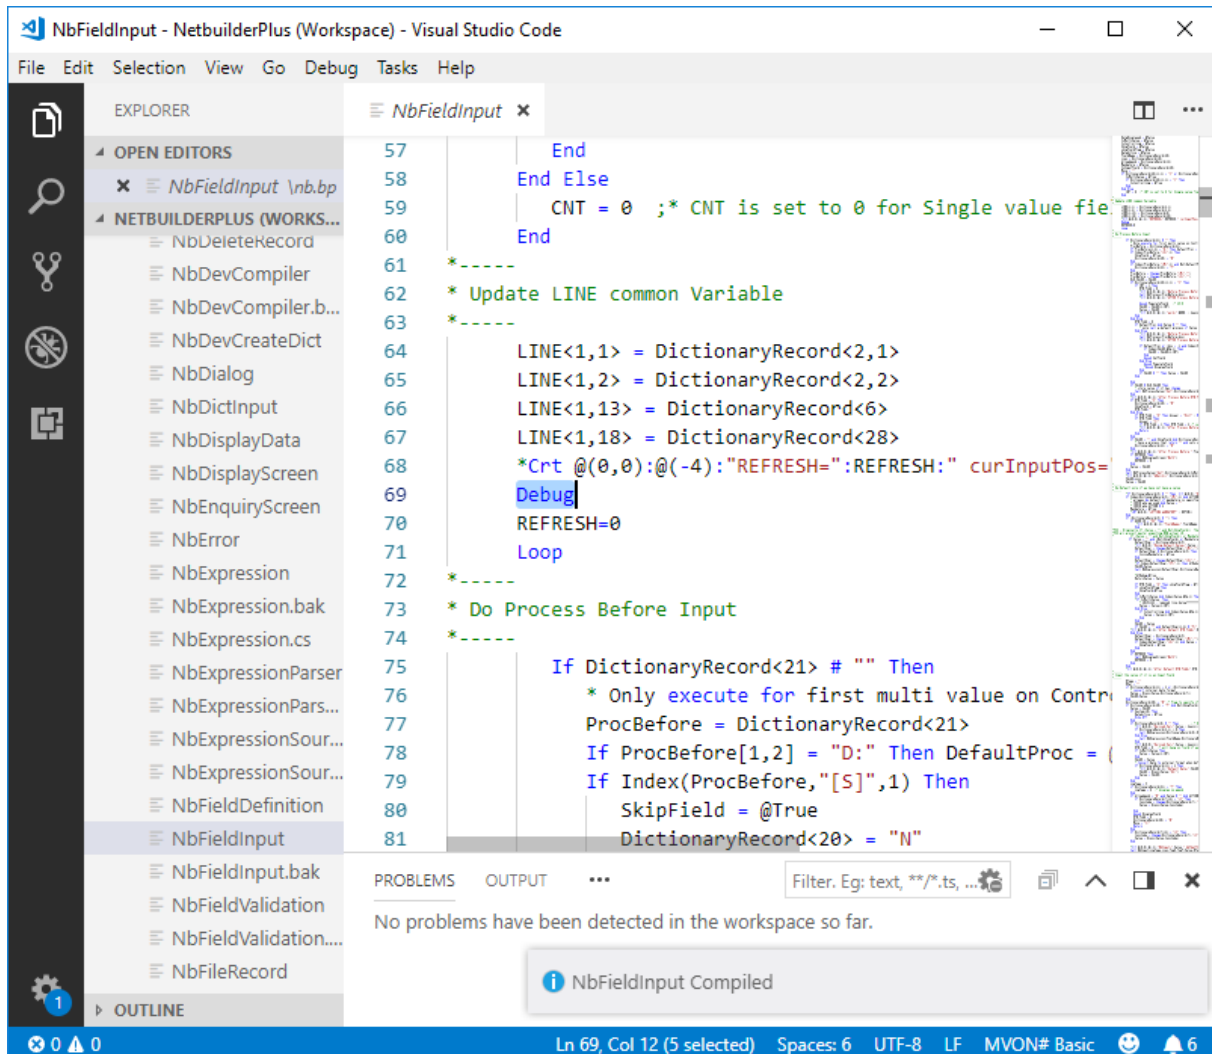 NbFieldInput - NetbuilderPlus (Workspace) - Visual Studio Code
File Edit Selection View Go Debug Tasks Help
EXPLORER
OPEN EDITORS
NbFieldInput \nb.bp
NETBUILDERPLUS (WORKS...
NbDeleteRecord
NbDevCompiler
NbDevCompiler.b...
NbDevCreateDict
NbDialog
NbDictInput
NbDisplayData
NbDisplayScreen
NbEnquiryScreen
NbError
NbExpression
NbExpression.bak
NbExpression.cs
NbExpressionParser
NbExpressionPars...
NbExpressionSour...
NbExpressionSour...
NbFieldDefinition
NbFieldInput
NbFieldInput.bak
NbFieldValidation
NbFieldValidation....
NbFileRecord
OUTLINE
1
NbFieldInput
57 End
58 End Else
59 CNT = 0 ;* CNT is set to 0 for Single value fie
60 End
61 *-----
62 * Update LINE common Variable
63 *-----
64 LINE<1,1> = DictionaryRecord<2,1>
65 LINE<1,2> = DictionaryRecord<2,2>
66 LINE<1,13> = DictionaryRecord<6>
67 LINE<1,18> = DictionaryRecord<28>
68 *Crt @(0,0):@(-4):"REFRESH=":REFRESH:" curInputPos=
69 Debug
70 REFRESH=0
71 Loop
72 *-----
73 * Do Process Before Input
74 *-----
75 If DictionaryRecord<21> # "" Then
76 * Only execute for first multi value on Contr
77 ProcBefore = DictionaryRecord<21>
78 If ProcBefore[1,2] = "D:" Then DefaultProc = (
79 If Index(ProcBefore,"[S]",1) Then
80 SkipField = @True
81 DictionaryRecord<20> = "N"
PROBLEMS OUTPUT ...
Filter. Eg: text, **/*.ts, ...
No problems have been detected in the workspace so far.
NbFieldInput Compiled
0 0 Ln 69, Col 12 (5 selected) Spaces: 6 UTF-8 LF MVON# Basic 6